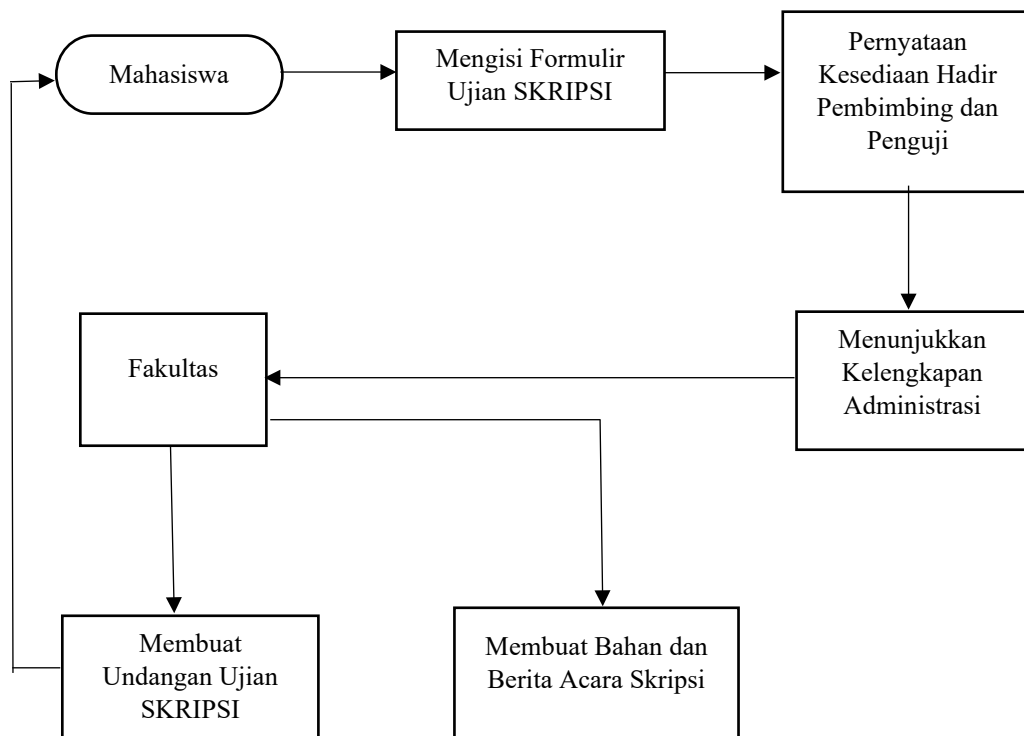 Mahasiswa
Mengisi Formulir
Ujian SKRIPSI
Pernyataan
Kesediaan Hadir
Pembimbing dan
Penguji
Menunjukkan
Kelengkapan
Administrasi
Fakultas
Membuat
Undangan Ujian
SKRIPSI
Membuat Bahan dan
Berita Acara Skripsi